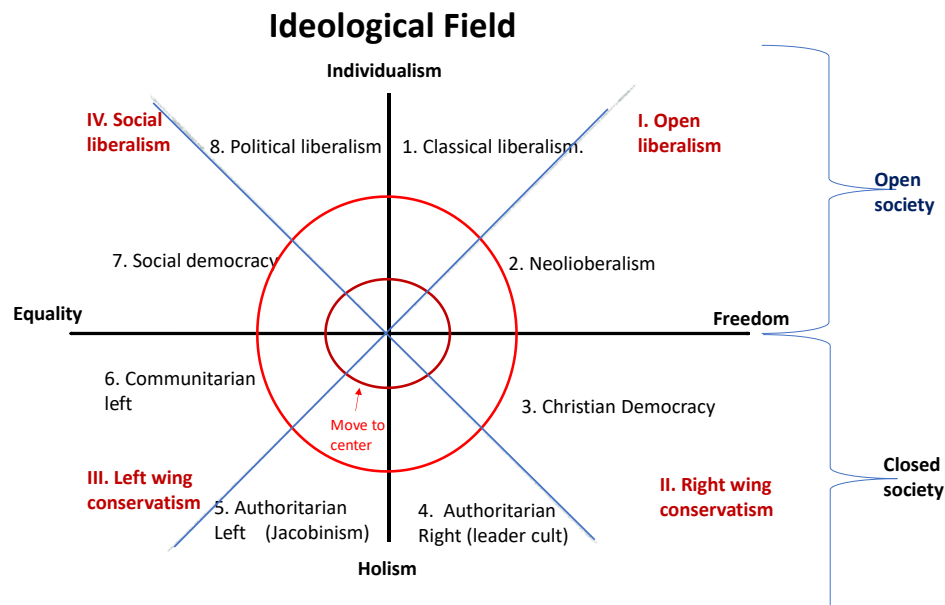 Ideological Field
Individualism
IV. Social
liberalism
8. Political liberalism
1. Classical liberalism.
I. Open
liberalism
Open
society
7. Social democracy
2. Neolioberalism
Equality
Freedom
6. Communitarian
left
Move to
center
3. Christian Democracy
III. Left wing
conservatism
5. Authoritarian
Left (Jacobinism)
4. Authoritarian
Right (leader cult)
II. Right wing
conservatism
Closed
society
Holism